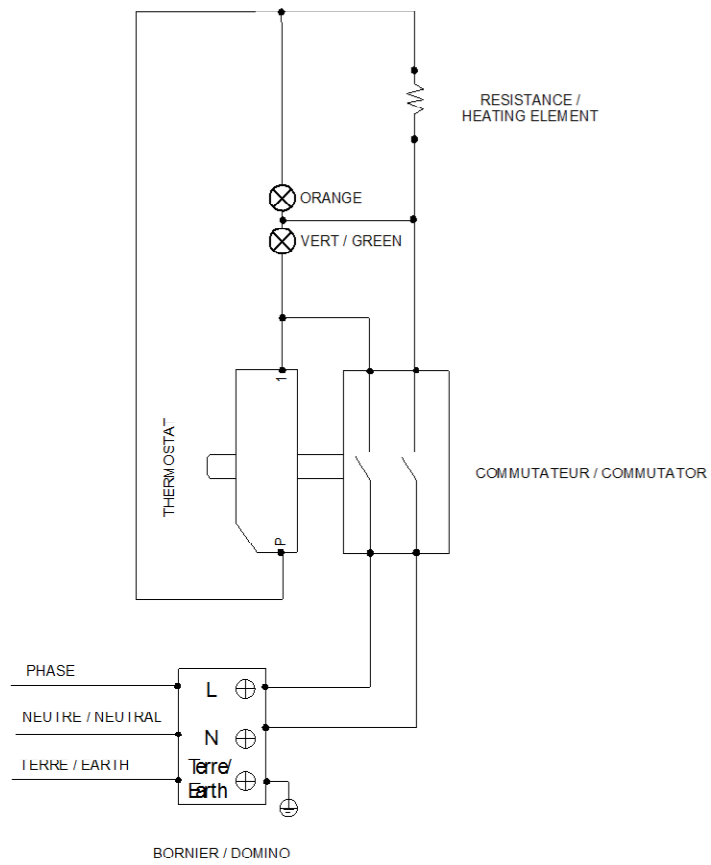 RESISTANCE /
HEATING ELEMENT
ORANGE
VERT / GREEN
1
THERMOSTAT
COMMUTATEUR / COMMUTATOR
P
PHASE
L
NEUTRE / NEUTRAL
N
TERRE / EARTH
Terre/
Earth
BORNIER / DOMINO